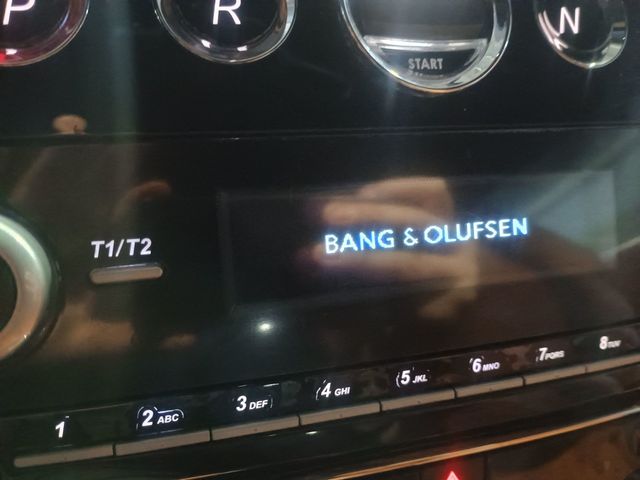 P R N
START
T1/T2
BANG & OLUFSEN
1 2 ABC 3 DEF 4 GHI 5 JKL 6 MNO 7 PQRS 8 TUV